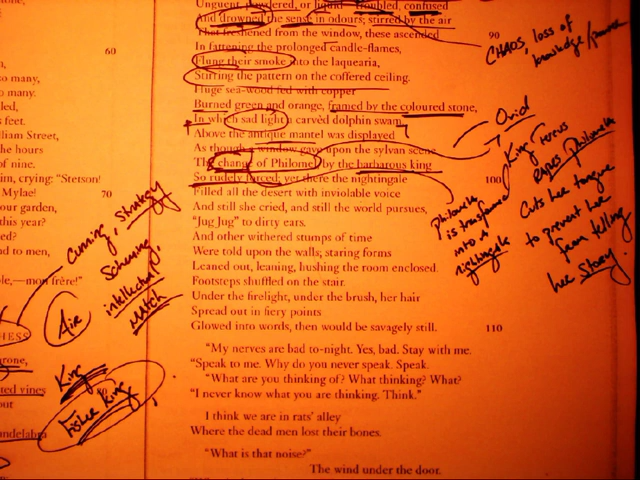 60
so many,
o many.
led,
s feet.
liam Street,
he hours
of nine.
im, crying: "Stetson!
Mylae!
70
our garden,
this year?
ed?
nd to men,
ble,—mon frère!"
HESS
hrone,
ted vines
80
out
ndelabra
Unguent, powdered, or liquid—troubled, confused
And drowned the sense in odours; stirred by the air
That freshened from the window, these ascended
90
In fattening the prolonged candle-flames,
Flung their smoke into the laquearia,
Stirring the pattern on the coffered ceiling.
Huge sea-wood fed with copper
Burned green and orange, framed by the coloured stone,
In which sad light a carvèd dolphin swam.
Above the antique mantel was displayed
As though a window gave upon the sylvan scene
The change of Philomel, by the barbarous king
So rudely forced; yet there the nightingale
100
Filled all the desert with inviolable voice
And still she cried, and still the world pursues,
"Jug Jug" to dirty ears.
And other withered stumps of time
Were told upon the walls; staring forms
Leaned out, leaning, hushing the room enclosed.
Footsteps shuffled on the stair.
Under the firelight, under the brush, her hair
Spread out in fiery points
Glowed into words, then would be savagely still.
110
"My nerves are bad to-night. Yes, bad. Stay with me.
"Speak to me. Why do you never speak. Speak.
"What are you thinking of? What thinking? What?
"I never know what you are thinking. Think."
I think we are in rats' alley
Where the dead men lost their bones.
"What is that noise?"
The wind under the door.
CHAOS, loss of
knowledge/
Ovid
King Tereus
Rapes Philomela
Cuts her tongue
to prevent her
from telling
her story.
Philomela
is transformed
into a
nightingale
Cunning, strategy
Scheming,
intellectual
match
Air
King
Fisher King